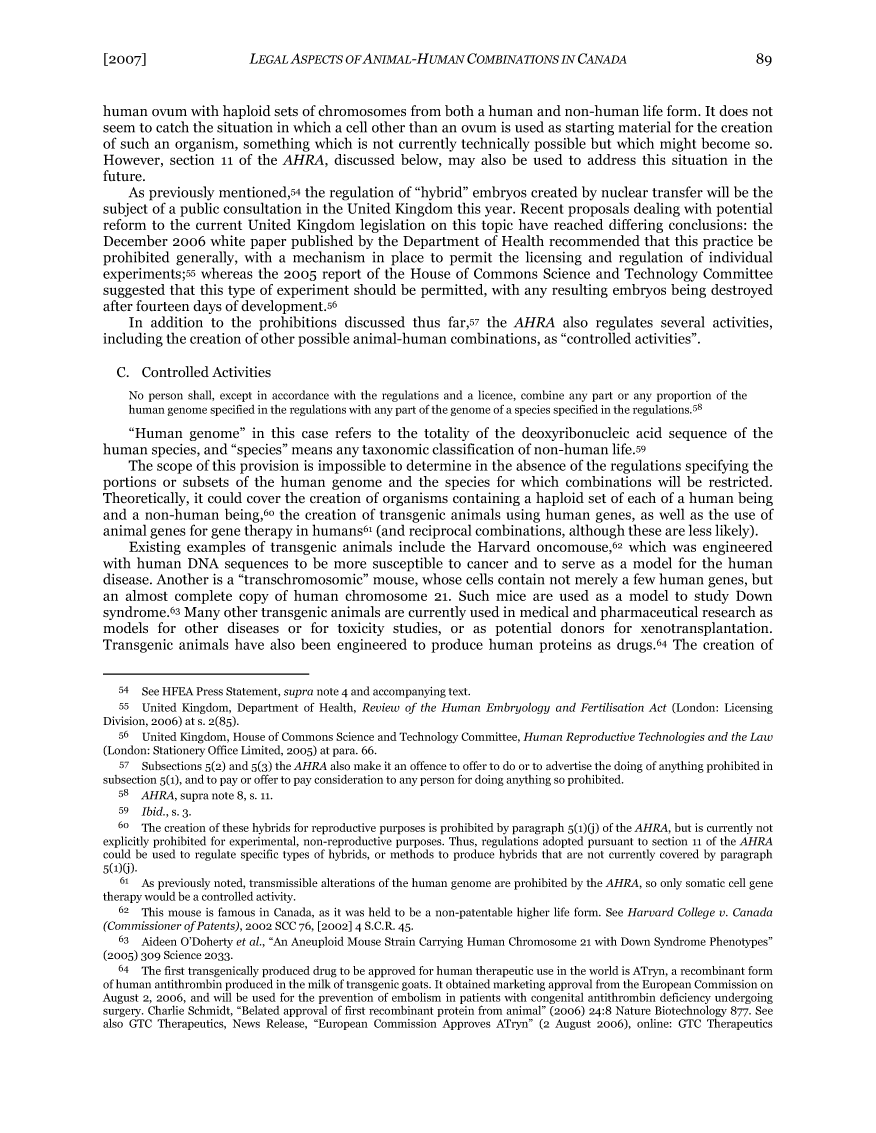 [2007] LEGAL ASPECTS OF ANIMAL-HUMAN COMBINATIONS IN CANADA 89
human ovum with haploid sets of chromosomes from both a human and non-human life form. It does not
seem to catch the situation in which a cell other than an ovum is used as starting material for the creation
of such an organism, something which is not currently technically possible but which might become so.
However, section 11 of the AHRA, discussed below, may also be used to address this situation in the
future.
As previously mentioned,54 the regulation of “hybrid” embryos created by nuclear transfer will be the
subject of a public consultation in the United Kingdom this year. Recent proposals dealing with potential
reform to the current United Kingdom legislation on this topic have reached differing conclusions: the
December 2006 white paper published by the Department of Health recommended that this practice be
prohibited generally, with a mechanism in place to permit the licensing and regulation of individual
experiments;55 whereas the 2005 report of the House of Commons Science and Technology Committee
suggested that this type of experiment should be permitted, with any resulting embryos being destroyed
after fourteen days of development.56
In addition to the prohibitions discussed thus far,57 the AHRA also regulates several activities,
including the creation of other possible animal-human combinations, as “controlled activities”.
C. Controlled Activities
No person shall, except in accordance with the regulations and a licence, combine any part or any proportion of the
human genome specified in the regulations with any part of the genome of a species specified in the regulations.58
“Human genome” in this case refers to the totality of the deoxyribonucleic acid sequence of the
human species, and “species” means any taxonomic classification of non-human life.59
The scope of this provision is impossible to determine in the absence of the regulations specifying the
portions or subsets of the human genome and the species for which combinations will be restricted.
Theoretically, it could cover the creation of organisms containing a haploid set of each of a human being
and a non-human being,60 the creation of transgenic animals using human genes, as well as the use of
animal genes for gene therapy in humans61 (and reciprocal combinations, although these are less likely).
Existing examples of transgenic animals include the Harvard oncomouse,62 which was engineered
with human DNA sequences to be more susceptible to cancer and to serve as a model for the human
disease. Another is a “transchromosomic” mouse, whose cells contain not merely a few human genes, but
an almost complete copy of human chromosome 21. Such mice are used as a model to study Down
syndrome.63 Many other transgenic animals are currently used in medical and pharmaceutical research as
models for other diseases or for toxicity studies, or as potential donors for xenotransplantation.
Transgenic animals have also been engineered to produce human proteins as drugs.64 The creation of
54 See HFEA Press Statement, supra note 4 and accompanying text.
55 United Kingdom, Department of Health, Review of the Human Embryology and Fertilisation Act (London: Licensing
Division, 2006) at s. 2(85).
56 United Kingdom, House of Commons Science and Technology Committee, Human Reproductive Technologies and the Law
(London: Stationery Office Limited, 2005) at para. 66.
57 Subsections 5(2) and 5(3) the AHRA also make it an offence to offer to do or to advertise the doing of anything prohibited in
subsection 5(1), and to pay or offer to pay consideration to any person for doing anything so prohibited.
58 AHRA, supra note 8, s. 11.
59 Ibid., s. 3.
60 The creation of these hybrids for reproductive purposes is prohibited by paragraph 5(1)(j) of the AHRA, but is currently not
explicitly prohibited for experimental, non-reproductive purposes. Thus, regulations adopted pursuant to section 11 of the AHRA
could be used to regulate specific types of hybrids, or methods to produce hybrids that are not currently covered by paragraph
5(1)(j).
61 As previously noted, transmissible alterations of the human genome are prohibited by the AHRA, so only somatic cell gene
therapy would be a controlled activity.
62 This mouse is famous in Canada, as it was held to be a non-patentable higher life form. See Harvard College v. Canada
(Commissioner of Patents), 2002 SCC 76, [2002] 4 S.C.R. 45.
63 Aideen O’Doherty et al., “An Aneuploid Mouse Strain Carrying Human Chromosome 21 with Down Syndrome Phenotypes”
(2005) 309 Science 2033.
64 The first transgenically produced drug to be approved for human therapeutic use in the world is ATryn, a recombinant form
of human antithrombin produced in the milk of transgenic goats. It obtained marketing approval from the European Commission on
August 2, 2006, and will be used for the prevention of embolism in patients with congenital antithrombin deficiency undergoing
surgery. Charlie Schmidt, “Belated approval of first recombinant protein from animal” (2006) 24:8 Nature Biotechnology 877. See
also GTC Therapeutics, News Release, “European Commission Approves ATryn” (2 August 2006), online: GTC Therapeutics